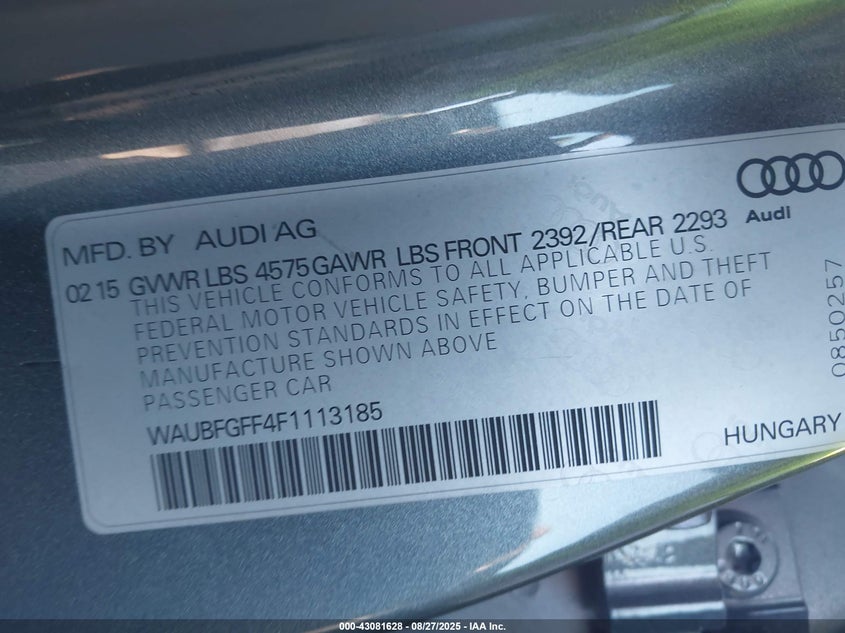 Audi
MFD. BY AUDI AG
02 15 GVWR LBS 4575 GAWR LBS FRONT 2392/REAR 2293
THIS VEHICLE CONFORMS TO ALL APPLICABLE U.S.
FEDERAL MOTOR VEHICLE SAFETY, BUMPER AND THEFT
PREVENTION STANDARDS IN EFFECT ON THE DATE OF
MANUFACTURE SHOWN ABOVE
PASSENGER CAR
WAUBFGFF4F1113185
HUNGARY
0850257
000-43081628 - 08/27/2025 - IAA Inc.